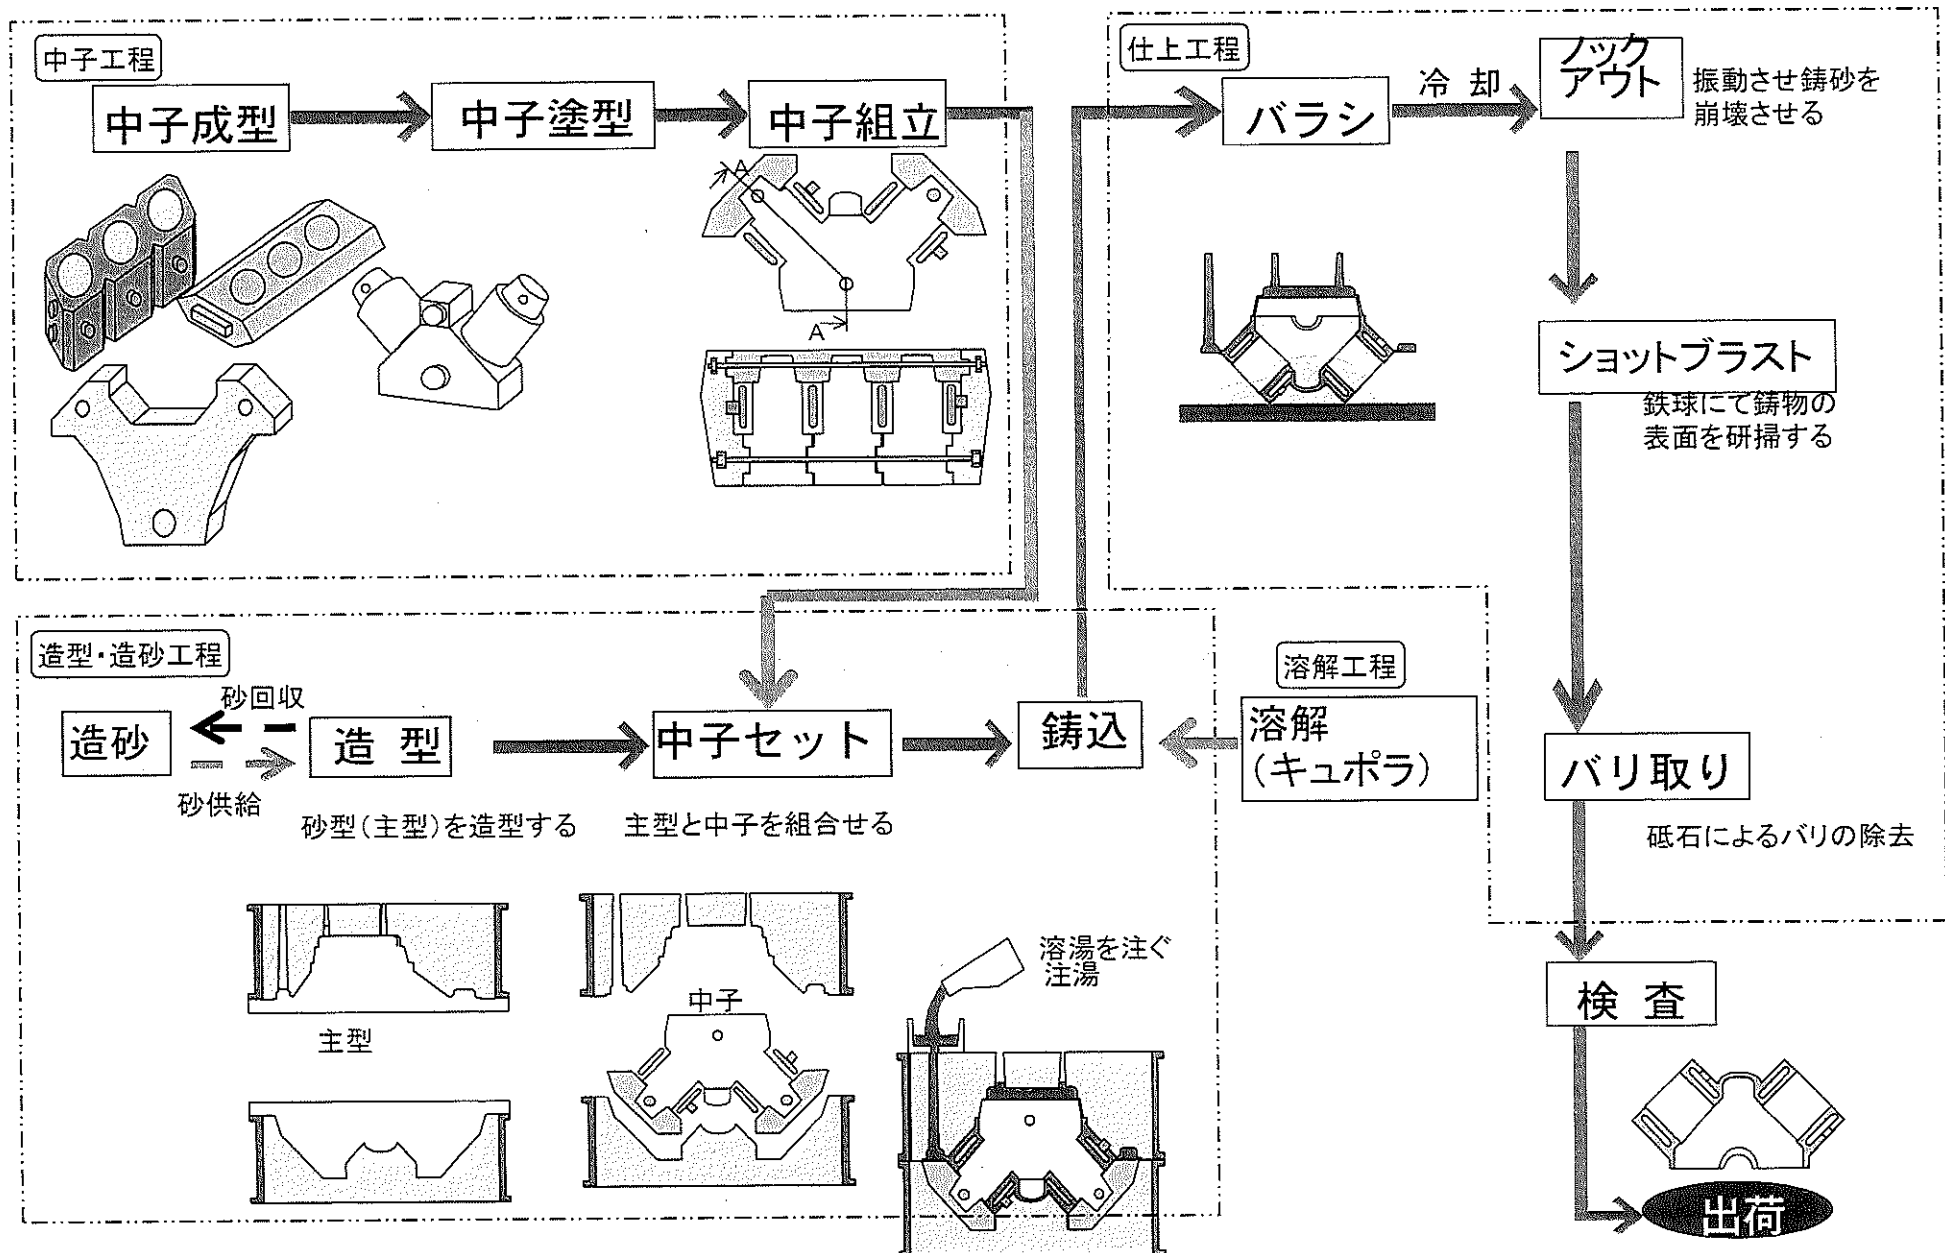 中子工程
中子成型
中子塗型
中子組立
A
A
仕上工程
バラシ
冷却
ノック
アウト
振動させ鋳砂を
崩壊させる
ショットブラスト
鉄球にて鋳物の
表面を研掃する
バリ取り
砥石によるバリの除去
検査
出荷
造型・造砂工程
造砂
砂回収
砂供給
造型
砂型(主型)を造型する
中子セット
主型と中子を組合せる
鋳込
溶解工程
溶解
(キュポラ)
主型
中子
溶湯を注ぐ
注湯